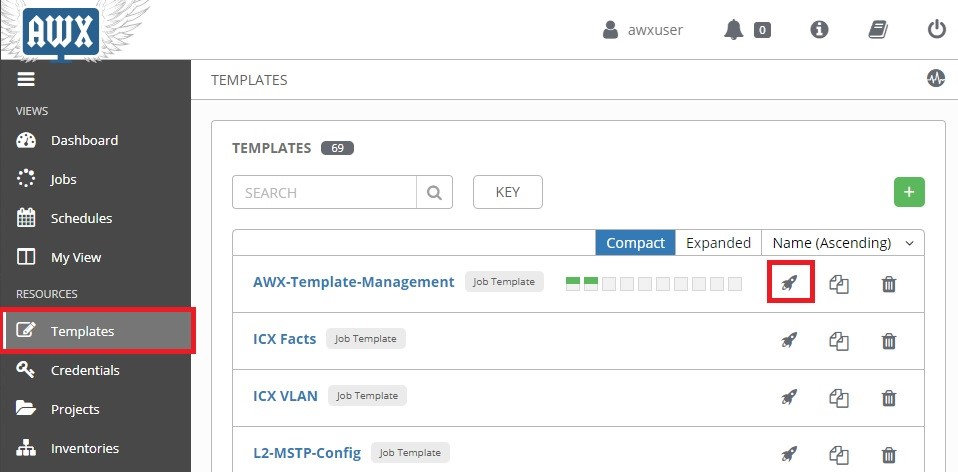 AWX
awxuser
0
VIEWS
Dashboard
Jobs
Schedules
My View
RESOURCES
Templates
Credentials
Projects
Inventories
TEMPLATES
TEMPLATES 69
SEARCH KEY +
Compact Expanded Name (Ascending)
AWX-Template-Management Job Template
ICX Facts Job Template
ICX VLAN Job Template
L2-MSTP-Config Job Template